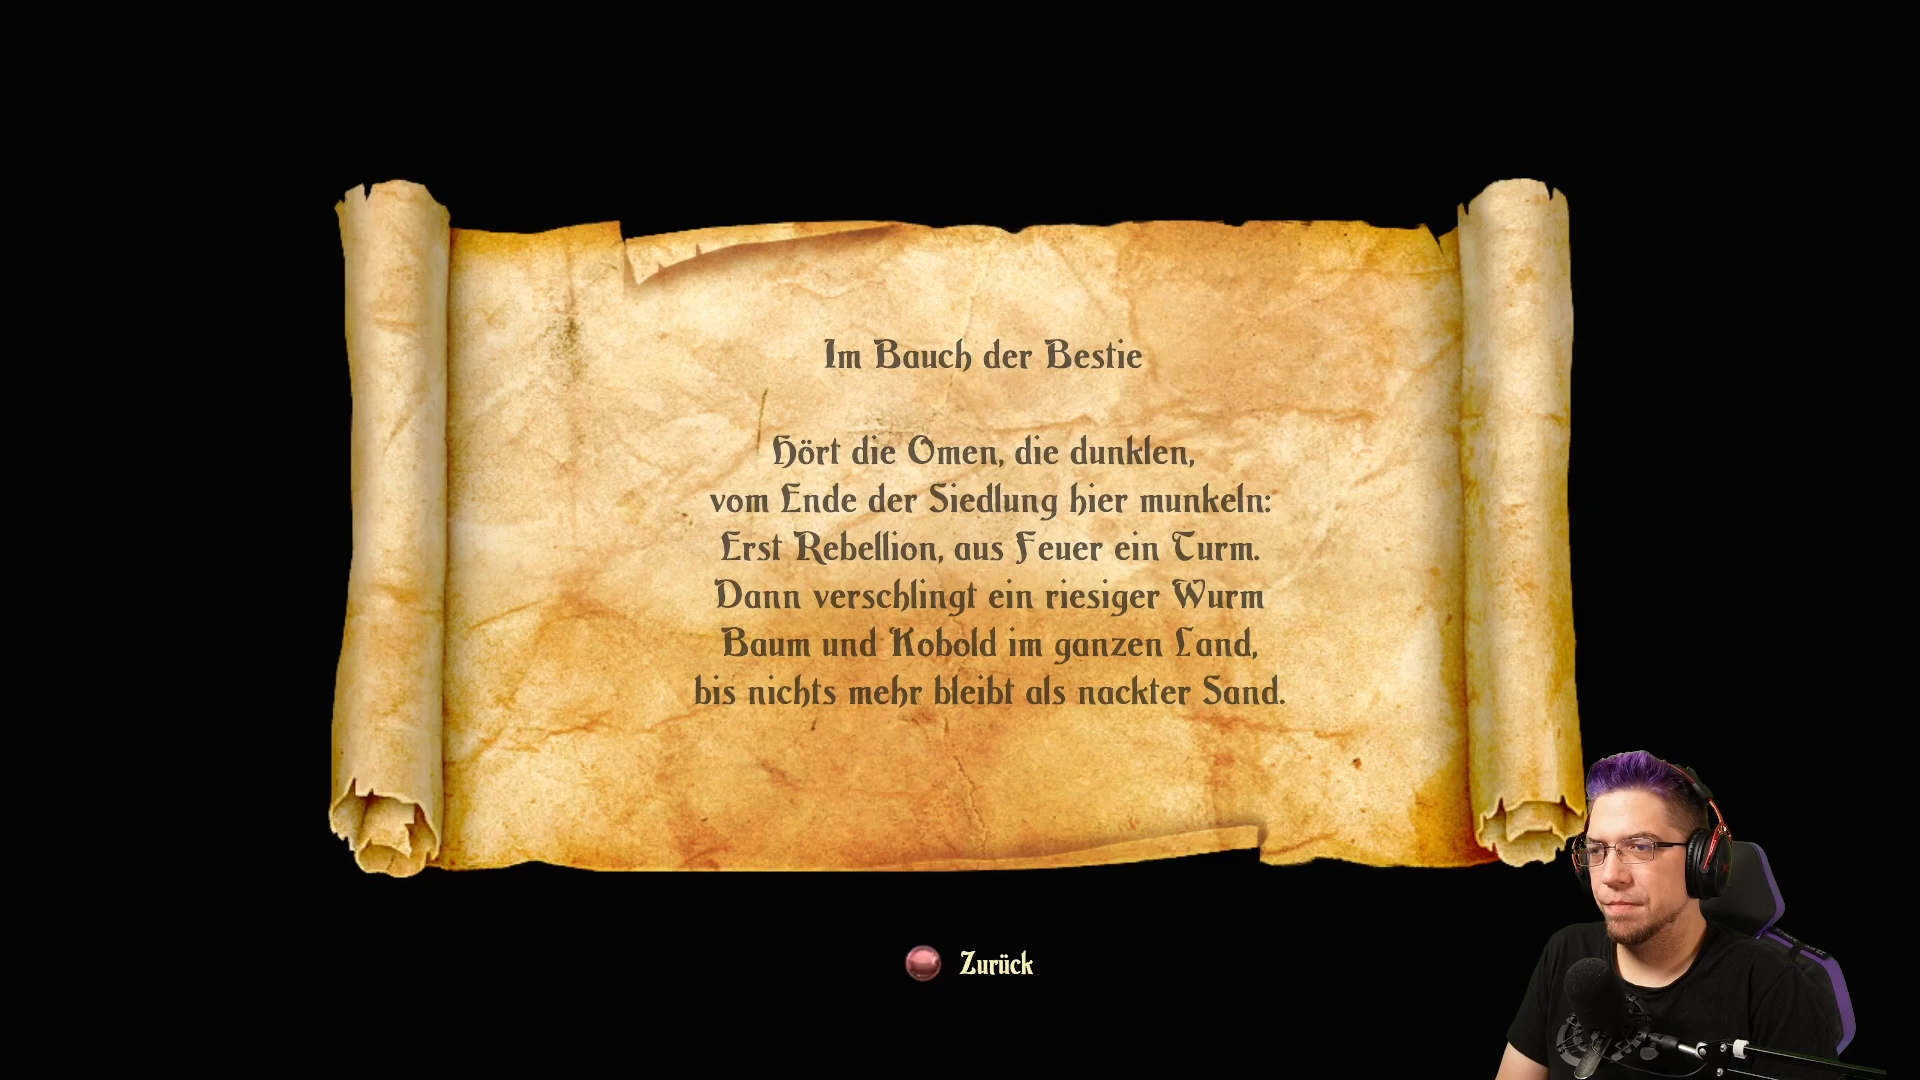 Im Bauch der Bestie
Hört die Omen, die dunklen,
vom Ende der Siedlung hier munkeln:
Erst Rebellion, aus Feuer ein Turm.
Dann verschlingt ein riesiger Wurm
Baum und Kobold im ganzen Land,
bis nichts mehr bleibt als nackter Sand.
Zurück